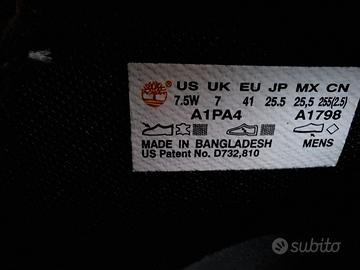 US UK EU JP MX CN
7.5W 7 41 25.5 25,5 255(2.5)
A1PA4 A1798
MADE IN BANGLADESH MENS
US Patent No. D732,810
subito